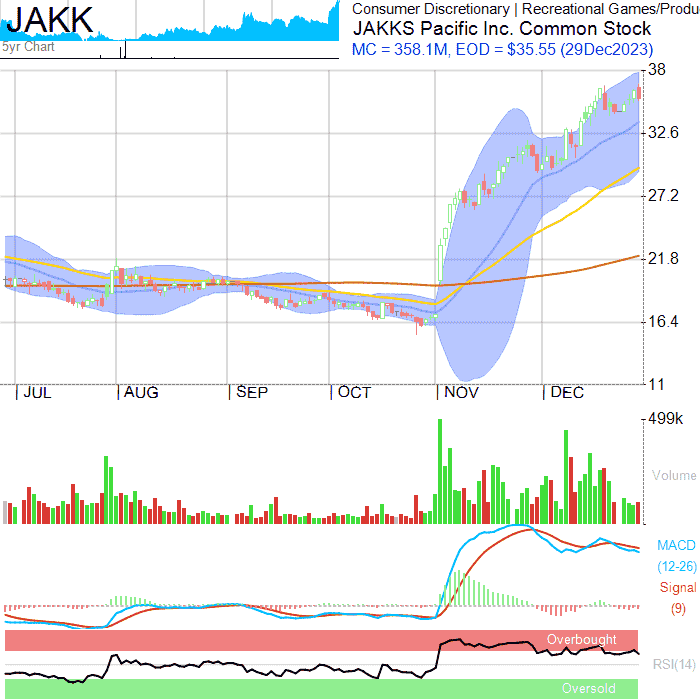 JAKK
5yr Chart
Consumer Discretionary | Recreational Games/Produ
JAKKS Pacific Inc. Common Stock
MC = 358.1M, EOD = $35.55 (29Dec2023)
38
32.6
27.2
21.8
16.4
11
JUL AUG SEP OCT NOV DEC
499k
Volume
MACD
(12-26)
Signal
(9)
Overbought
RSI(14)
Oversold